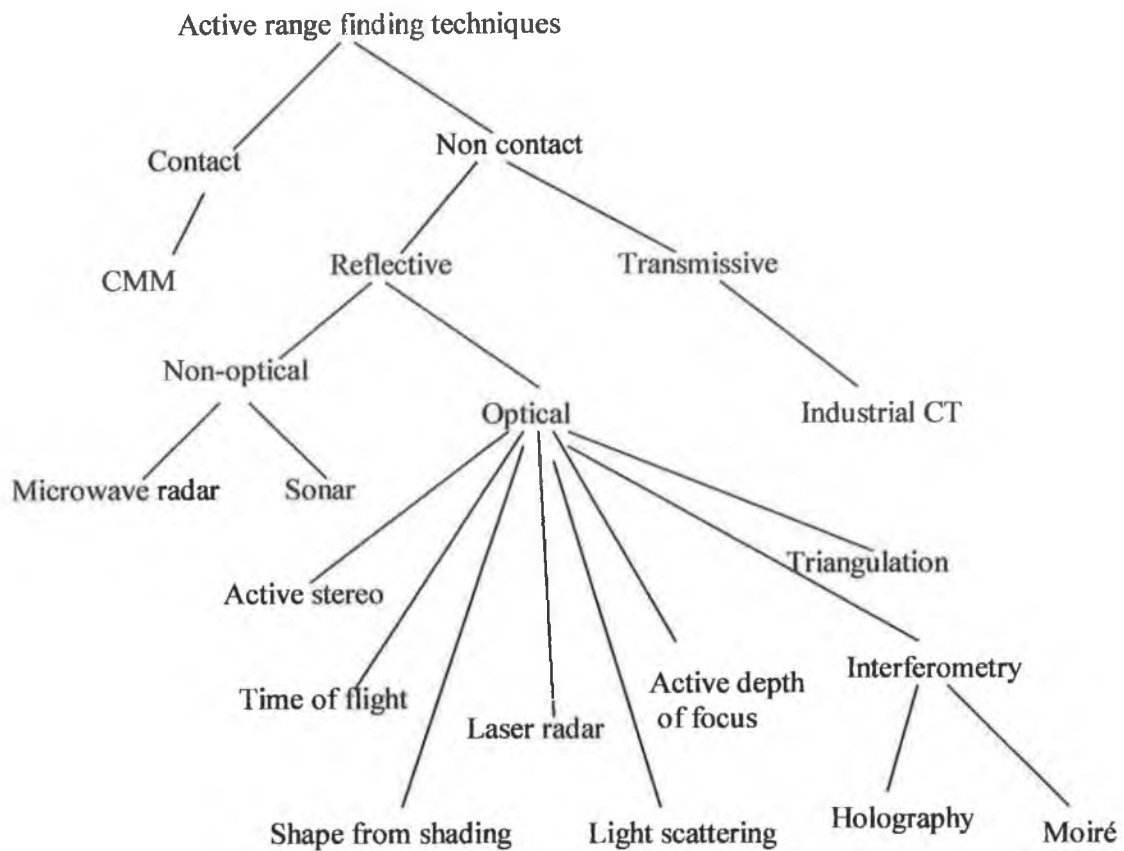 Active range finding techniques
Non contact
Contact
Reflective
Transmissive
CMM
Non-optical
Optical
Industrial CT
Microwave radar
Sonar
Triangulation
Active stereo
Interferometry
Active depth
of focus
Time of flight
Laser radar
Holography
Moiré
Shape from shading
Light scattering